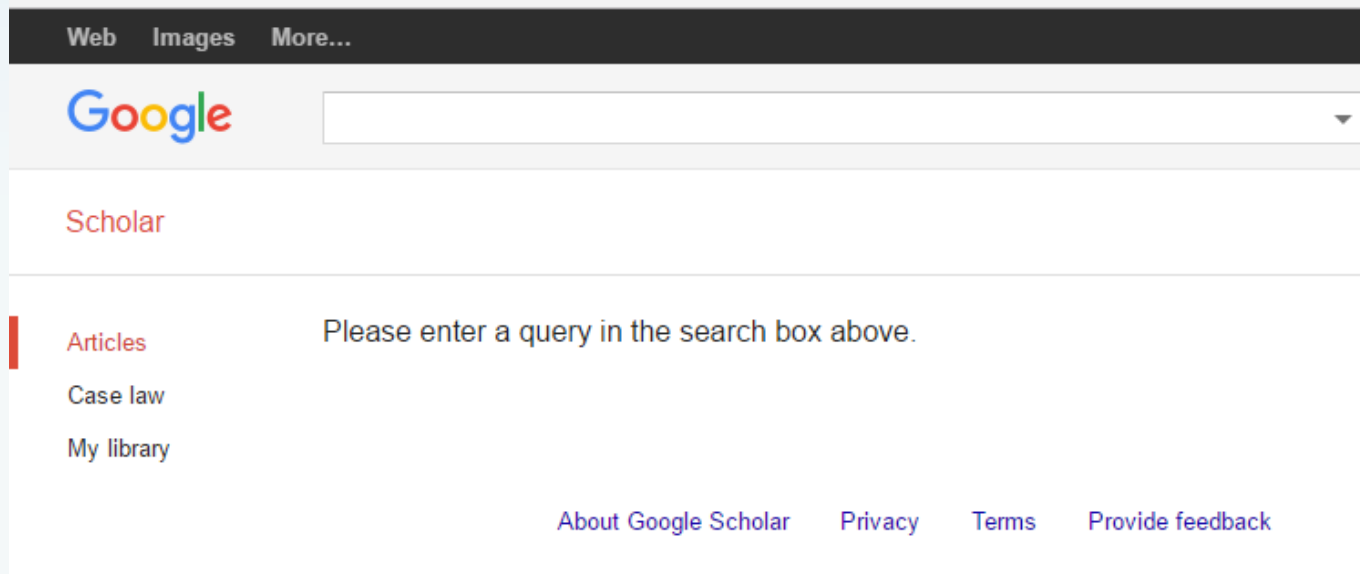 Web Images More...
Google
Scholar
Articles
Please enter a query in the search box above.
Case law
My library
About Google Scholar Privacy Terms Provide feedback